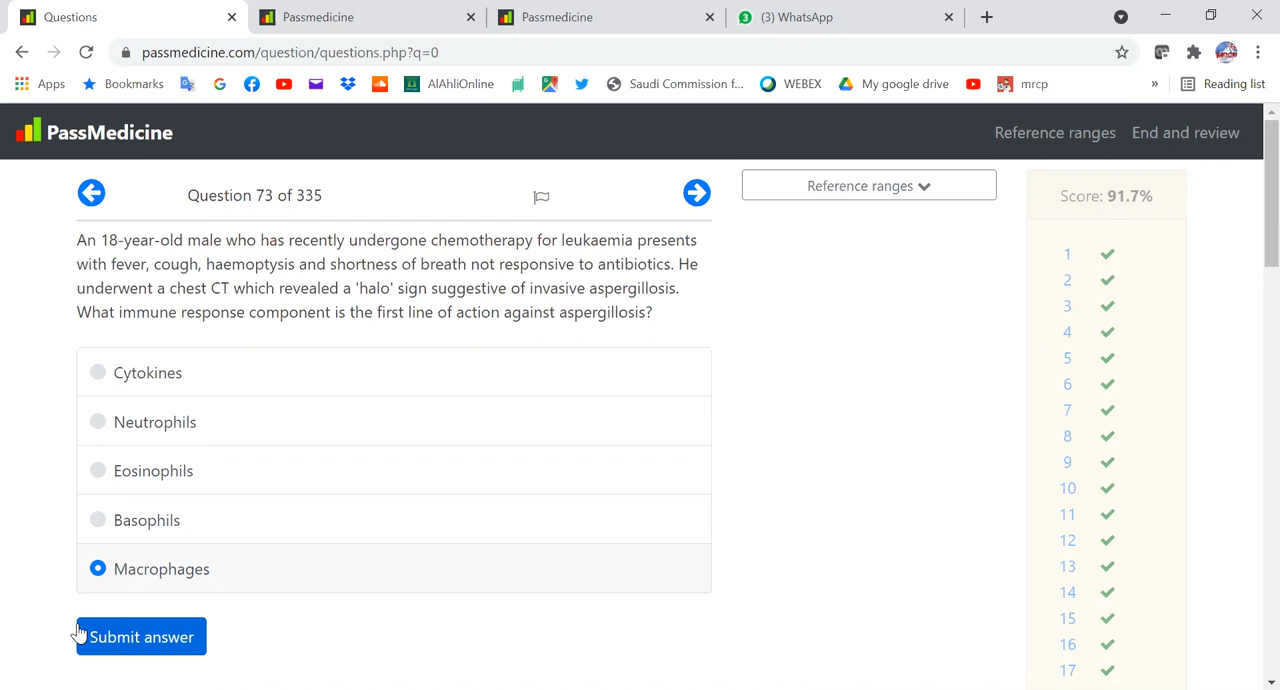 Questions
Passmedicine
Passmedicine
3
(3) WhatsApp
passmedicine.com/question/questions.php?q=0
Apps
Bookmarks
G
AlAhliOnline
Saudi Commission f...
WEBEX
My google drive
mrcp
»
Reading list
PassMedicine
Reference ranges
End and review
Question 73 of 335
Reference ranges
Score: 91.7%
An 18-year-old male who has recently undergone chemotherapy for leukaemia presents
with fever, cough, haemoptysis and shortness of breath not responsive to antibiotics. He
underwent a chest CT which revealed a 'halo' sign suggestive of invasive aspergillosis.
What immune response component is the first line of action against aspergillosis?
Cytokines
Neutrophils
Eosinophils
Basophils
Macrophages
Submit answer
1
2
3
4
5
6
7
8
9
10
11
12
13
14
15
16
17